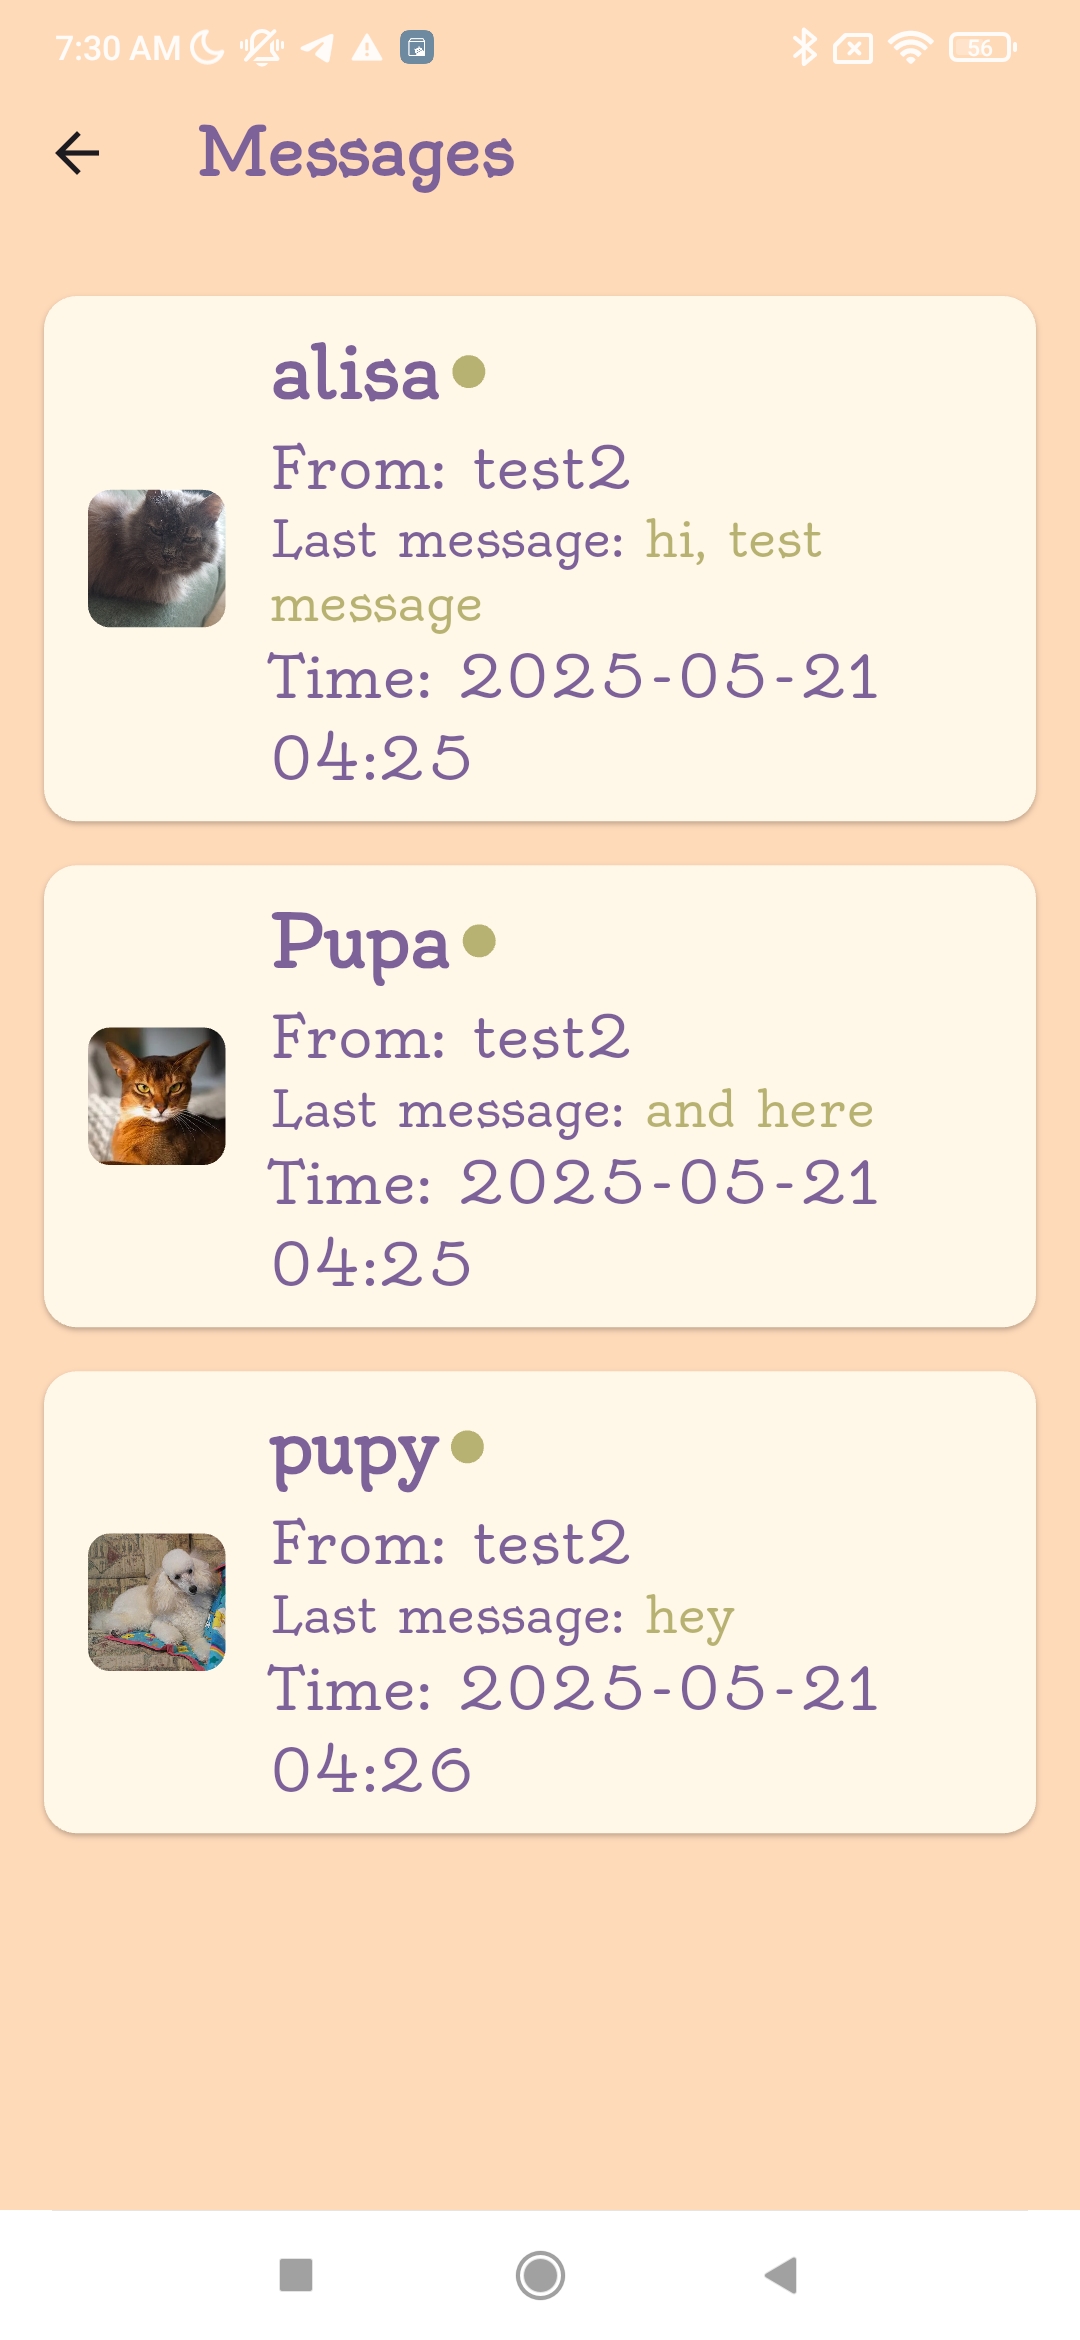 7:30 AM
56
Messages
alisa
From: test2
Last message: hi, test
message
Time: 2025-05-21
04:25
Pupa
From: test2
Last message: and here
Time: 2025-05-21
04:25
pupy
From: test2
Last message: hey
Time: 2025-05-21
04:26